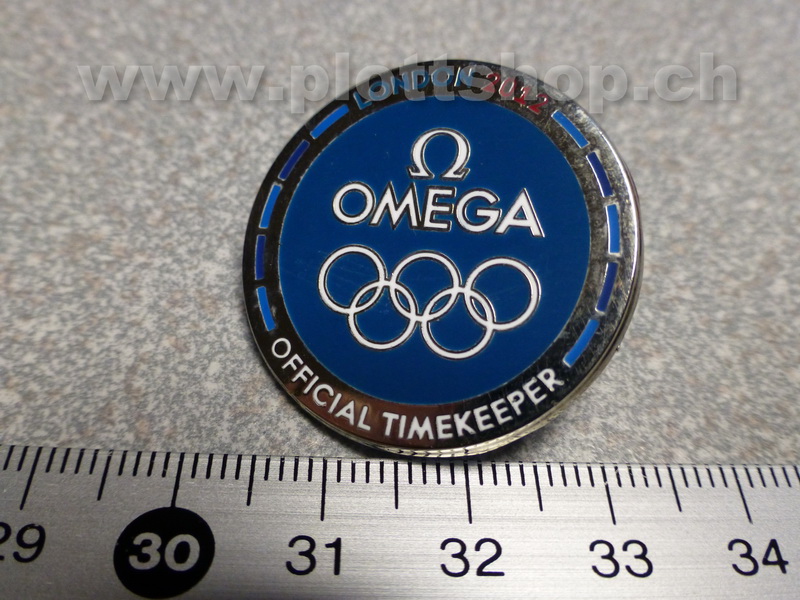 www.plottshop.ch
LONDON 2012
Ω
OMEGA
OFFICIAL TIMEKEEPER
29 30 31 32 33 34